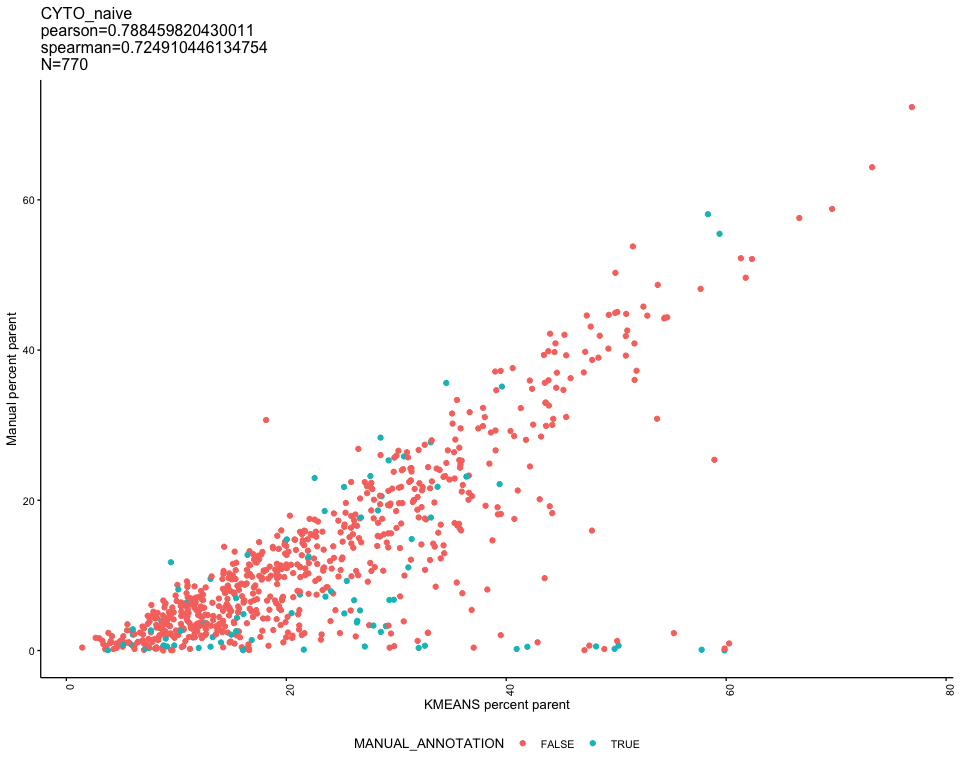 CYTO_naive
pearson=0.788459820430011
spearman=0.724910446134754
N=770
Manual percent parent
60
40
20
0
0
20
40
60
80
KMEANS percent parent
MANUAL_ANNOTATION FALSE TRUE